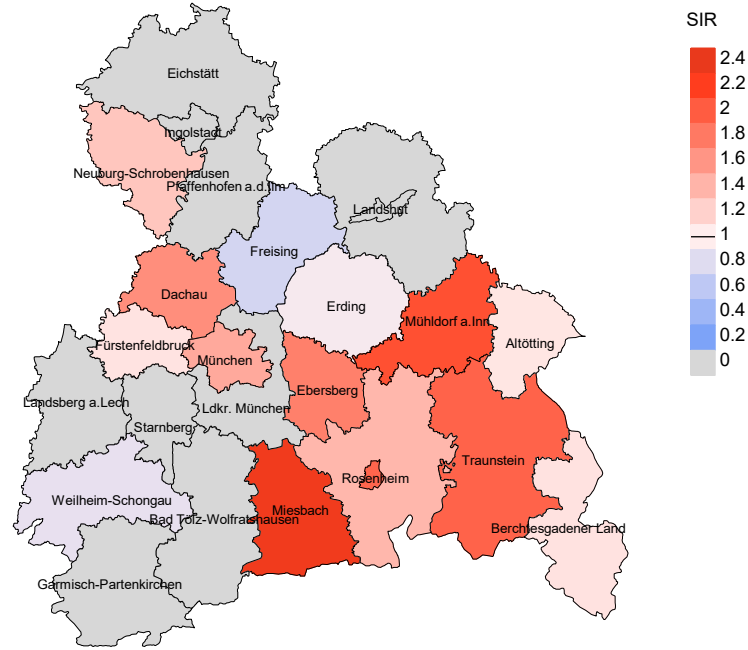 SIR
2.4
2.2
2
1.8
1.6
1.4
1.2
1
0.8
0.6
0.4
0.2
0
Eichstätt
Ingolstadt
Neuburg-Schrobenhausen
Pfaffenhofen a.d.Ilm
Landshut
Freising
Dachau
Erding
Mühldorf a.Inn
Altötting
Fürstenfeldbruck
München
Ebersberg
Landsberg a.Lech
Ldkr. München
Starnberg
Traunstein
Rosenheim
Weilheim-Schongau
Miesbach
Bad Tölz-Wolfratshausen
Berchtesgadener Land
Garmisch-Partenkirchen